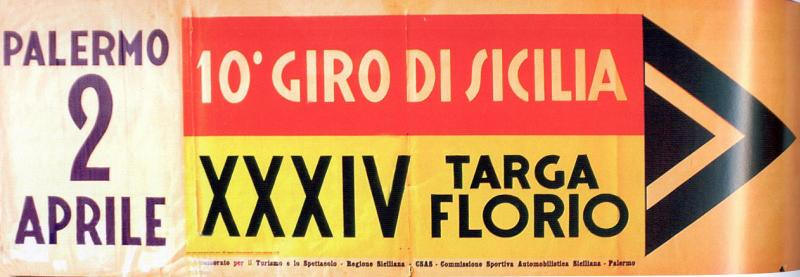 PALERMO
2
APRILE
10° GIRO DI SICILIA
XXXIV TARGA FLORIO
per il Turismo e lo Spettacolo - Regione Siciliana - CSAS - Commissione Sportiva Automobilistica Siciliana - Palermo